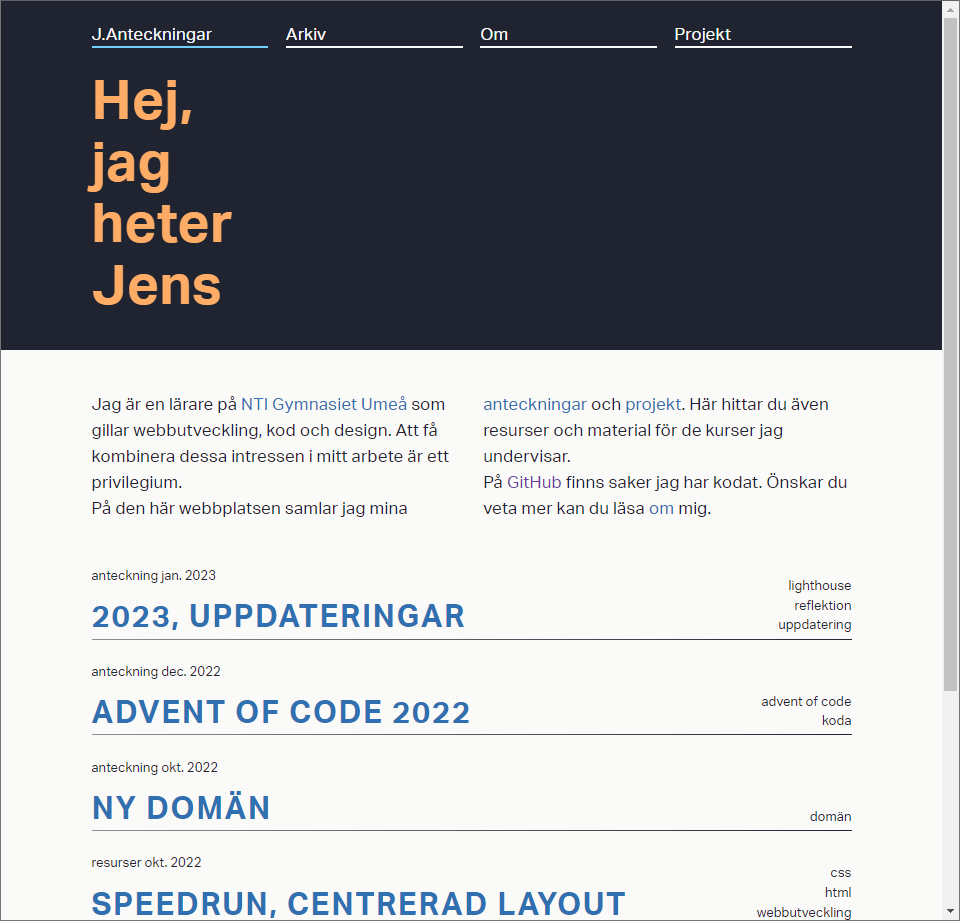 J.Anteckningar
Arkiv
Om
Projekt
Hej,
jag
heter
Jens
Jag är en lärare på NTI Gymnasiet Umeå som
gillar webbutveckling, kod och design. Att få
kombinera dessa intressen i mitt arbete är ett
privilegium.
På den här webbplatsen samlar jag mina
anteckningar och projekt. Här hittar du även
resurser och material för de kurser jag
undervisar.
På GitHub finns saker jag har kodat. Önskar du
veta mer kan du läsa om mig.
anteckning jan. 2023
2023, UPPDATERINGAR
lighthouse
reflektion
uppdatering
anteckning dec. 2022
ADVENT OF CODE 2022
advent of code
koda
anteckning okt. 2022
NY DOMÄN
domän
resurser okt. 2022
SPEEDRUN, CENTRERAD LAYOUT
css
html
webbutveckling